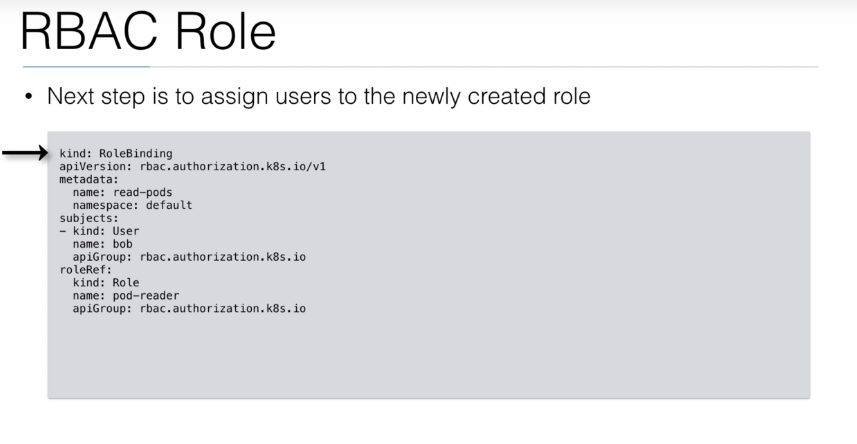 RBAC Role
• Next step is to assign users to the newly created role
kind: RoleBinding
apiVersion: rbac.authorization.k8s.io/v1
metadata:
  name: read-pods
  namespace: default
subjects:
- kind: User
  name: bob
  apiGroup: rbac.authorization.k8s.io
roleRef:
  kind: Role
  name: pod-reader
  apiGroup: rbac.authorization.k8s.io